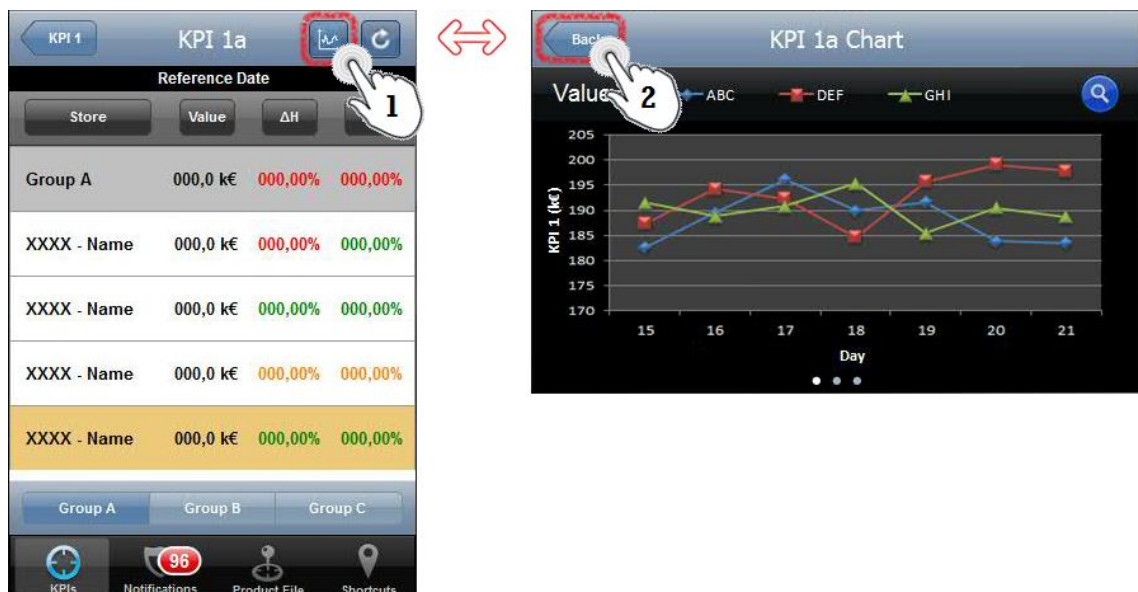 KPI 1 KPI 1a
Reference Date
Store Value ΔH
1
Group A 000,0 k€ 000,00% 000,00%
XXXX - Name 000,0 k€ 000,00% 000,00%
XXXX - Name 000,0 k€ 000,00% 000,00%
XXXX - Name 000,0 k€ 000,00% 000,00%
XXXX - Name 000,0 k€ 000,00% 000,00%
Group A Group B Group C
96
KPIs Notifications Product File Shortcuts
Back KPI 1a Chart
2
Value ABC DEF GHI
205
200
195
190
185
180
175
170
KPI 1 (k€)
15 16 17 18 19 20 21
Day